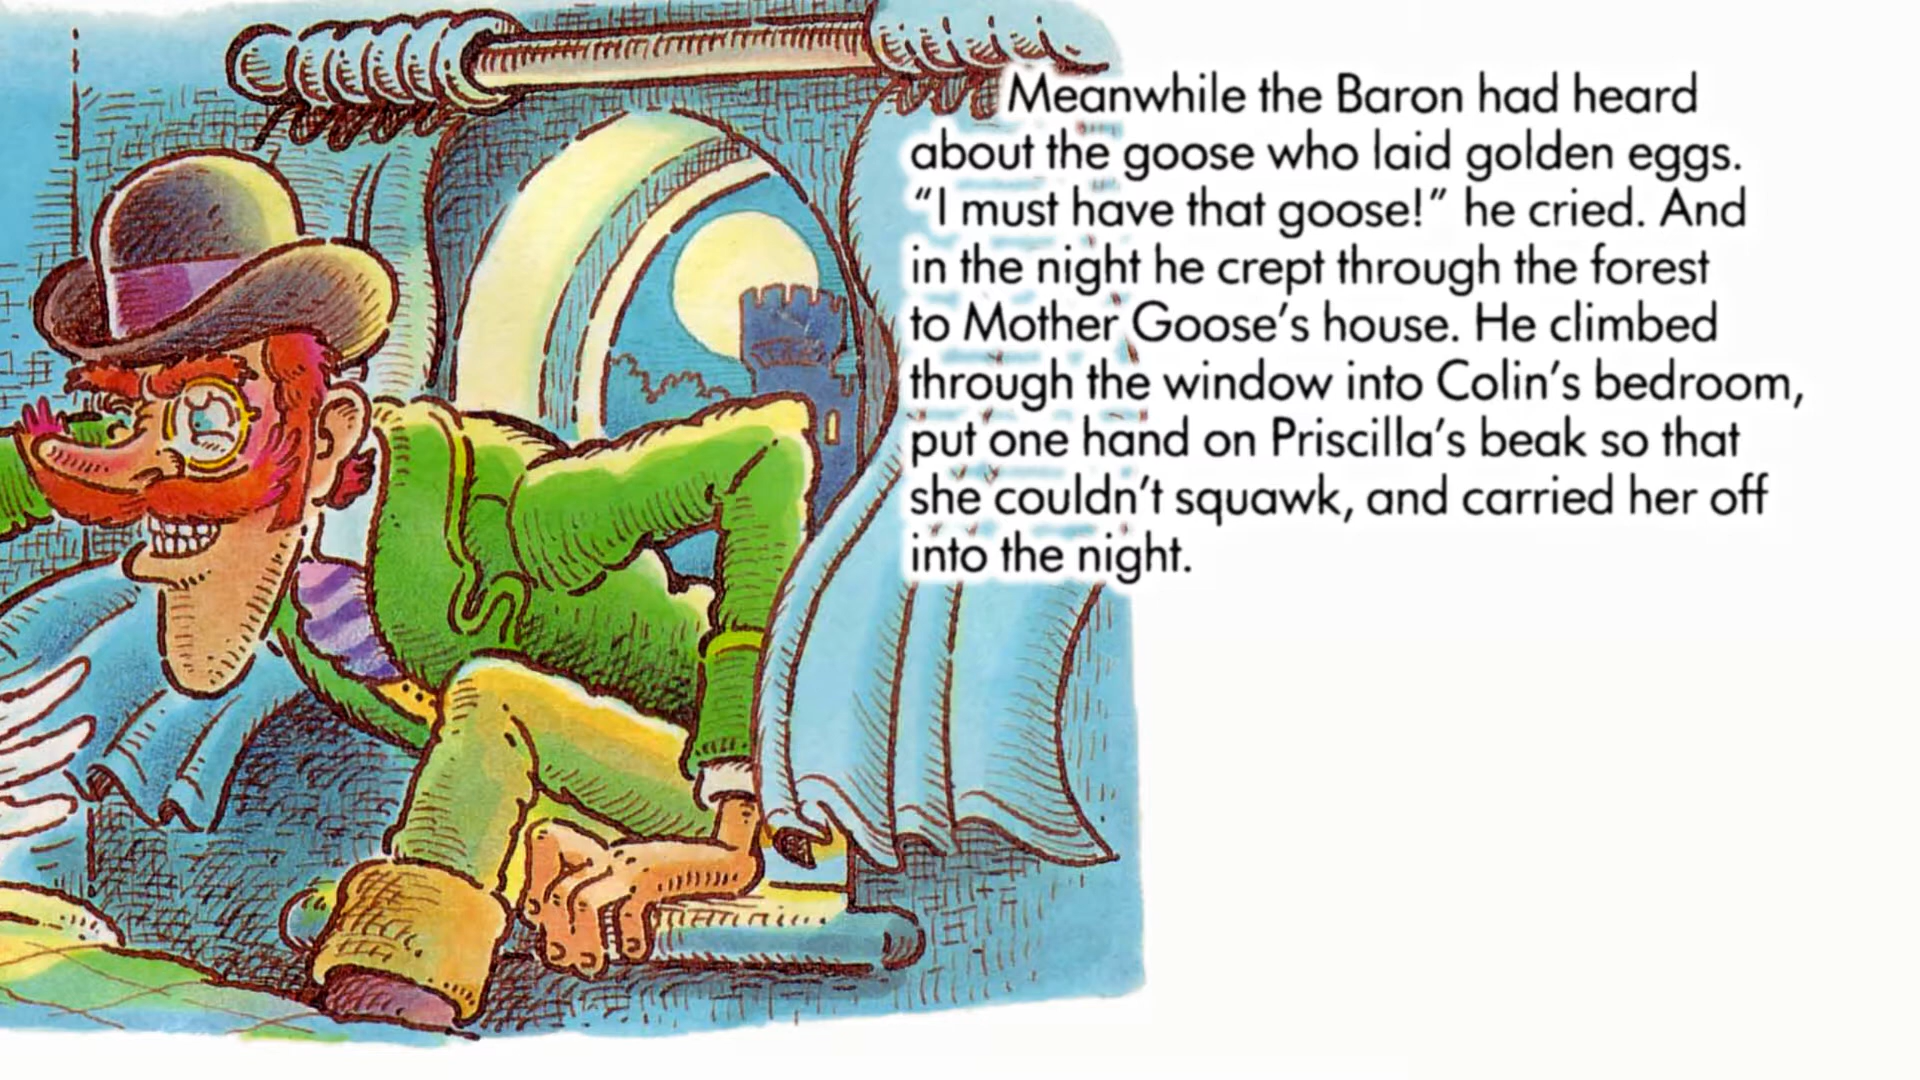 Meanwhile the Baron had heard
about the goose who laid golden eggs.
“I must have that goose!” he cried. And
in the night he crept through the forest
to Mother Goose’s house. He climbed
through the window into Colin’s bedroom,
put one hand on Priscilla’s beak so that
she couldn’t squawk, and carried her off
into the night.